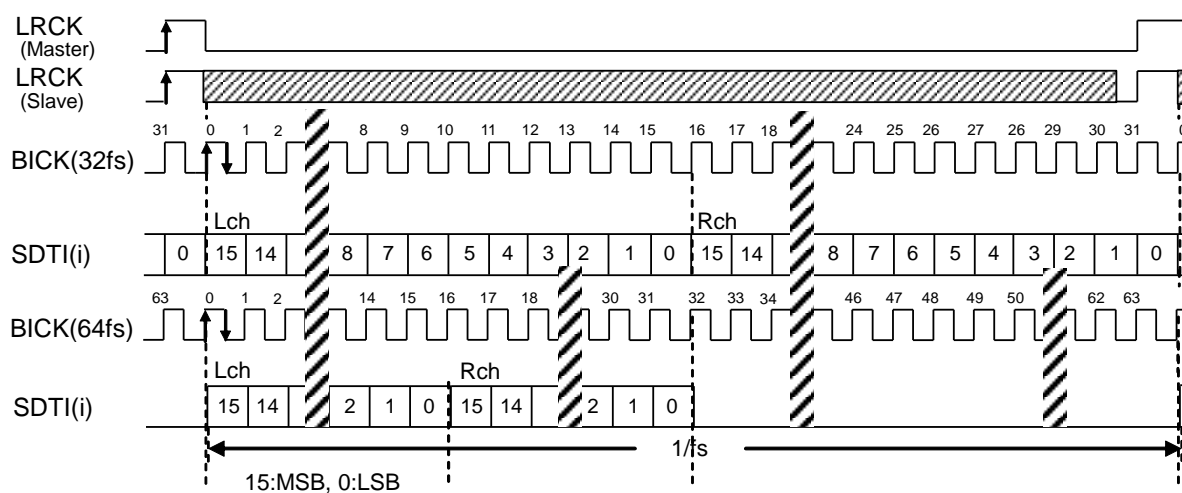 LRCK
(Master)
LRCK
(Slave)
31 0 1 2 8 9 10 11 12 13 14 15 16 17 18 24 25 26 27 26 29 30 31 0
BICK(32fs)
Lch Rch
SDTI(i) 0 15 14 8 7 6 5 4 3 2 1 0 15 14 8 7 6 5 4 3 2 1 0
63 0 1 2 14 15 16 17 18 30 31 32 33 34 46 47 48 49 50 62 63
BICK(64fs)
Lch Rch
SDTI(i) 15 14 2 1 0 15 14 2 1 0
1/fs
15:MSB, 0:LSB